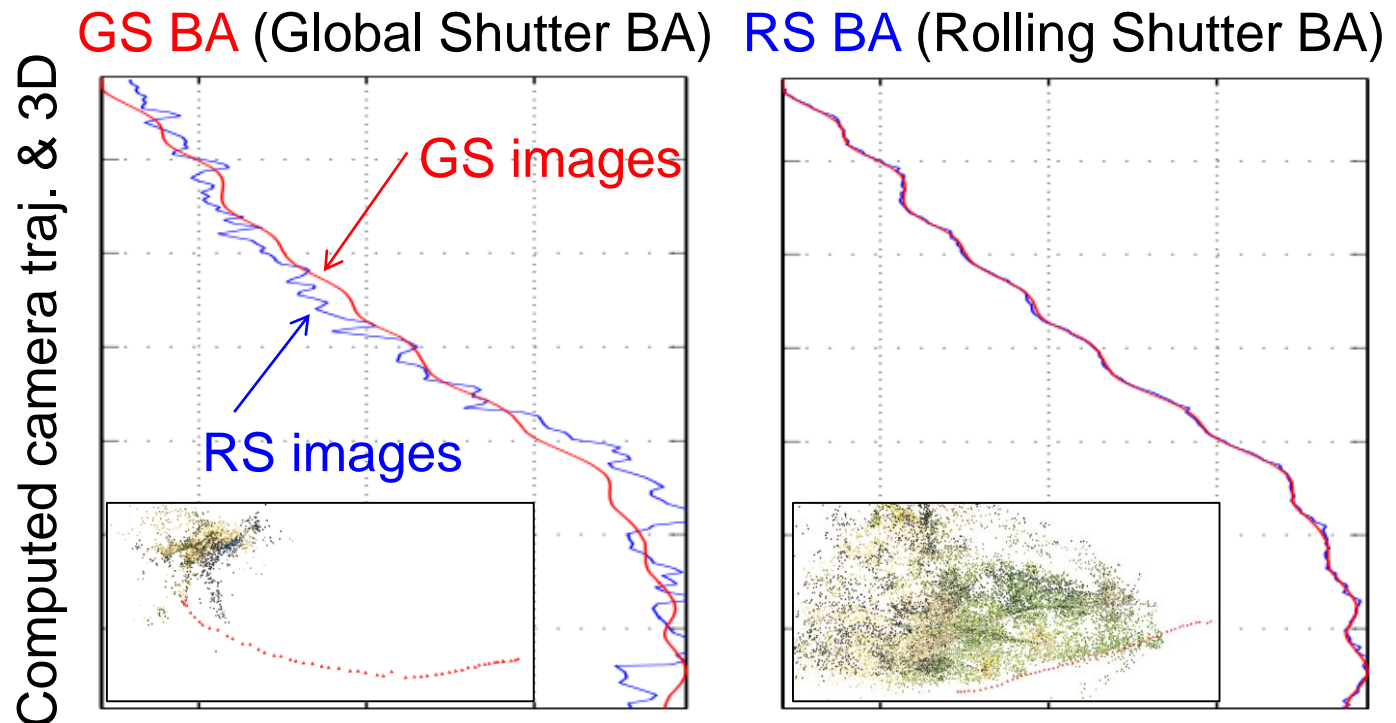 GS BA (Global Shutter BA)
RS BA (Rolling Shutter BA)
Computed camera traj. & 3D
GS images
RS images